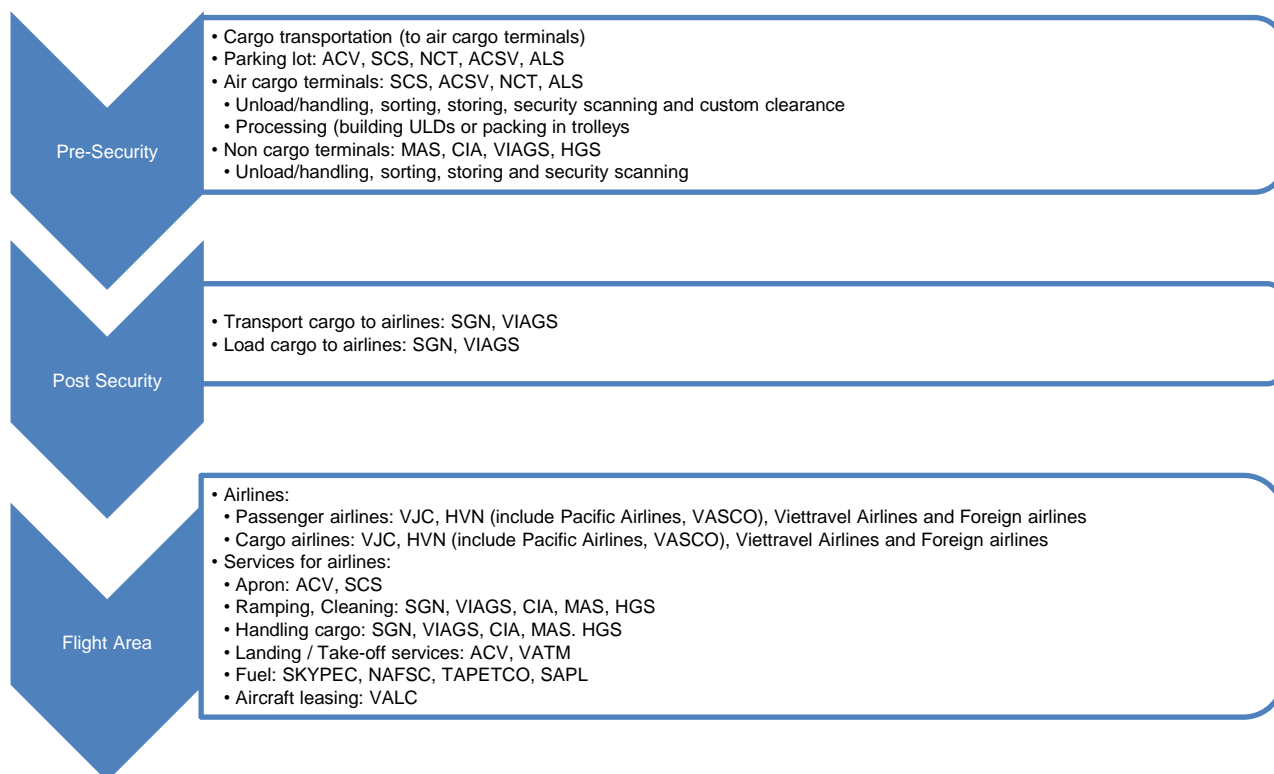 Pre-Security
• Cargo transportation (to air cargo terminals)
• Parking lot: ACV, SCS, NCT, ACSV, ALS
• Air cargo terminals: SCS, ACSV, NCT, ALS
• Unload/handling, sorting, storing, security scanning and custom clearance
• Processing (building ULDs or packing in trolleys
• Non cargo terminals: MAS, CIA, VIAGS, HGS
• Unload/handling, sorting, storing and security scanning
Post Security
• Transport cargo to airlines: SGN, VIAGS
• Load cargo to airlines: SGN, VIAGS
Flight Area
• Airlines:
• Passenger airlines: VJC, HVN (include Pacific Airlines, VASCO), Viettravel Airlines and Foreign airlines
• Cargo airlines: VJC, HVN (include Pacific Airlines, VASCO), Viettravel Airlines and Foreign airlines
• Services for airlines:
• Apron: ACV, SCS
• Ramping, Cleaning: SGN, VIAGS, CIA, MAS, HGS
• Handling cargo: SGN, VIAGS, CIA, MAS. HGS
• Landing / Take-off services: ACV, VATM
• Fuel: SKYPEC, NAFSC, TAPETCO, SAPL
• Aircraft leasing: VALC